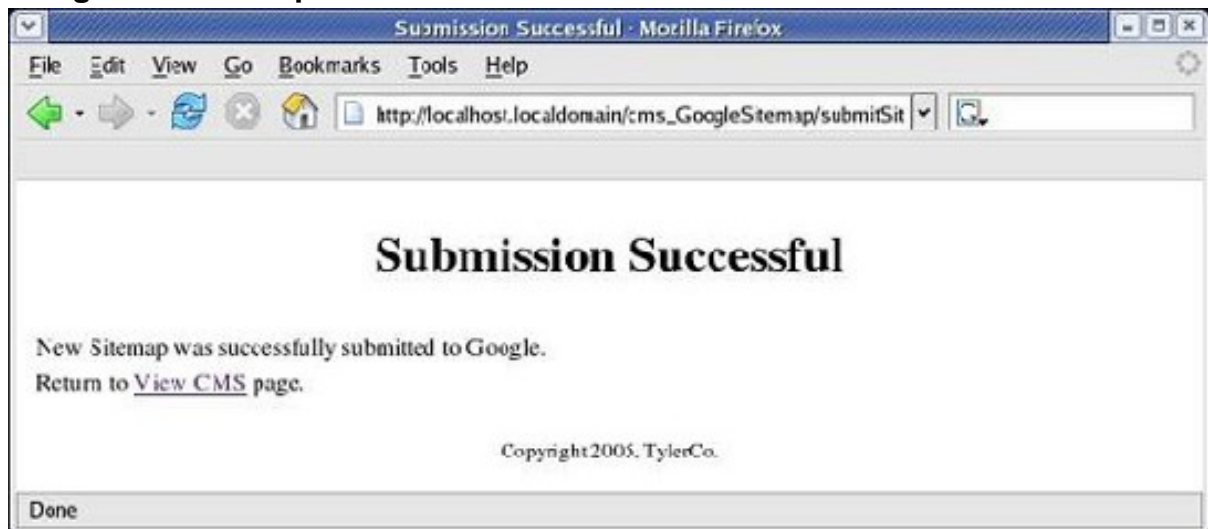 Submission Successful - Mozilla Firefox
File Edit View Go Bookmarks Tools Help
http://localhost.localdomain/cms_GoogleSitemap/submitSit
Submission Successful
New Sitemap was successfully submitted to Google.
Return to View CMS page.
Copyright 2005. TylerCo.
Done